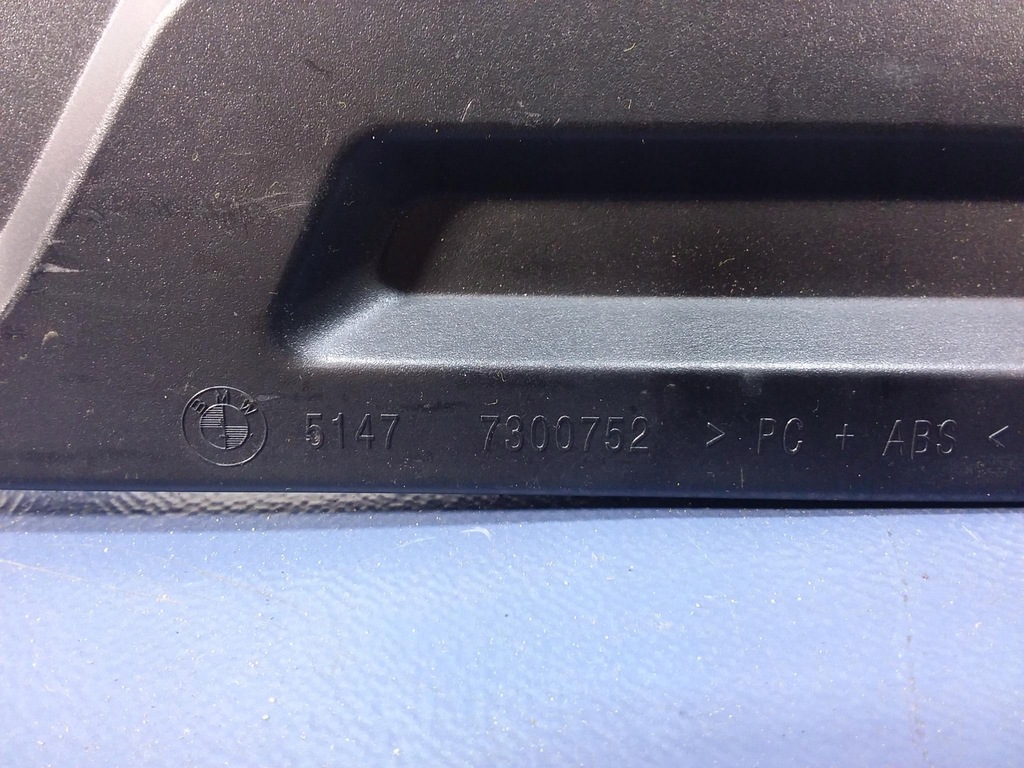 BMW 5147 7300752 > PC + ABS <